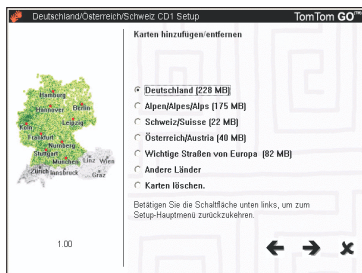 Deutschland/Österreich/Schweiz CD1 Setup
TomTom GO™
Karten hinzufügen/entfernen
Deutschland (228 MB)
Alpen/Alpes/Alps (175 MB)
Schweiz/Suisse (22 MB)
Österreich/Austria (40 MB)
Wichtige Straßen von Europa (82 MB)
Andere Länder
Karten löschen.
Betätigen Sie die Schaltfläche unten links, um zum
Setup-Hauptmenü zurückzukehren.
Hamburg
Hannover Berlin
Leipzig
Köln
Frankfurt
Nürnberg
Stuttgart
München Linz Wien
Zürich Innsbruck Graz
1.00